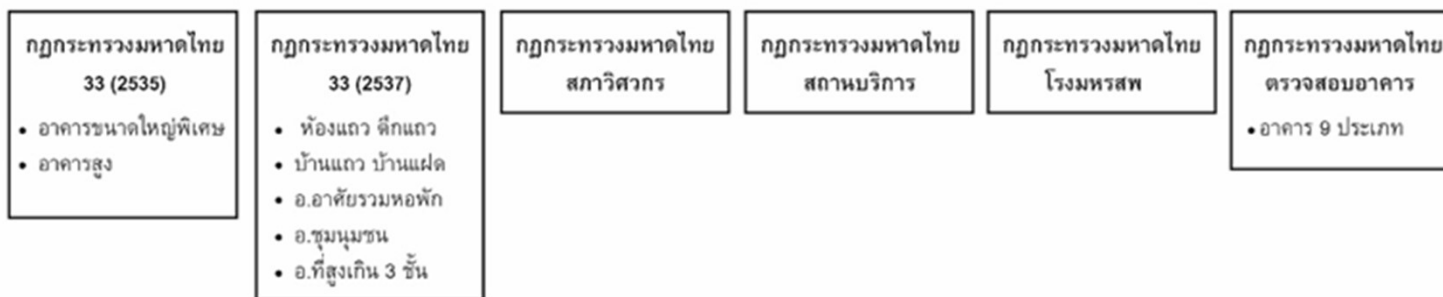 กฎกระทรวงมหาดไทย
33 (2535)
• อาคารขนาดใหญ่พิเศษ
• อาคารสูง
กฎกระทรวงมหาดไทย
33 (2537)
• ห้องแถว ตึกแถว
• บ้านแถว บ้านแฝด
• อ.อาศัยรวมหอพัก
• อ.ชุมนุมชน
• อ.ที่สูงเกิน 3 ชั้น
กฎกระทรวงมหาดไทย
สภาวิศวกร
กฎกระทรวงมหาดไทย
สถานบริการ
กฎกระทรวงมหาดไทย
โรงมหรสพ
กฎกระทรวงมหาดไทย
ตรวจสอบอาคาร
• อาคาร 9 ประเภท